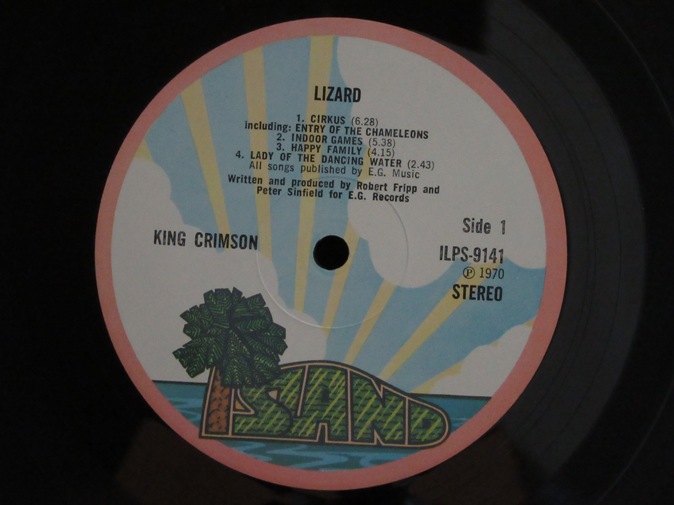 LIZARD
1. CIRKUS (6.28)
including: ENTRY OF THE CHAMELEONS
2. INDOOR GAMES (5.38)
3. HAPPY FAMILY (4.15)
4. LADY OF THE DANCING WATER (2.43)
All songs published by E.G. Music
Written and produced by Robert Fripp and
Peter Sinfield for E.G. Records
KING CRIMSON
Side 1
ILPS-9141
℗ 1970
STEREO
ISLAND